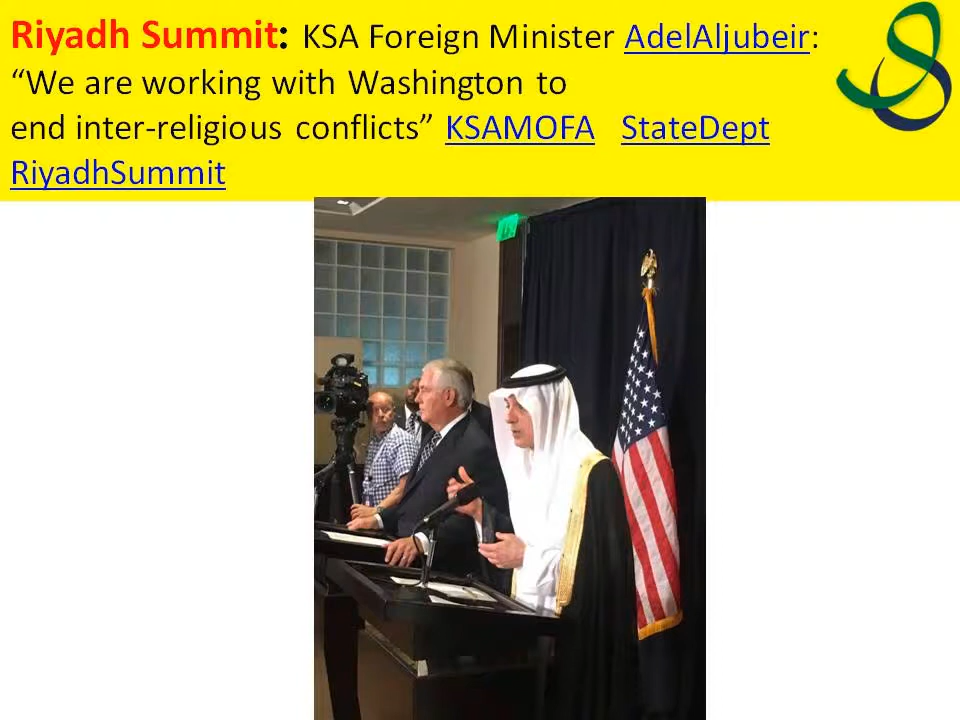 Riyadh Summit: KSA Foreign Minister AdelAljubeir:
“We are working with Washington to
end inter-religious conflicts” KSAMOFA StateDept
RiyadhSummit